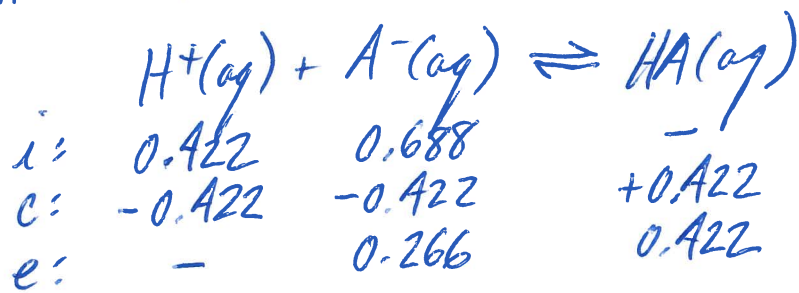 H⁺(aq) + A⁻(aq) ⇌ HA(aq)
i: 0.422 0.688 –
c: -0.422 -0.422 +0.422
e: – 0.266 0.422